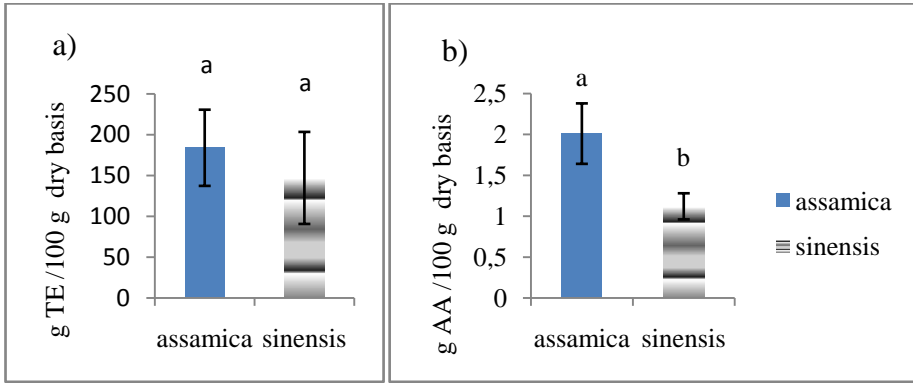 a)
a
a
g TE /100 g dry basis
250
200
150
100
50
0
assamica sinensis
b)
a
b
g AA /100 g dry basis
2,5
2
1,5
1
0,5
0
assamica sinensis
assamica
sinensis